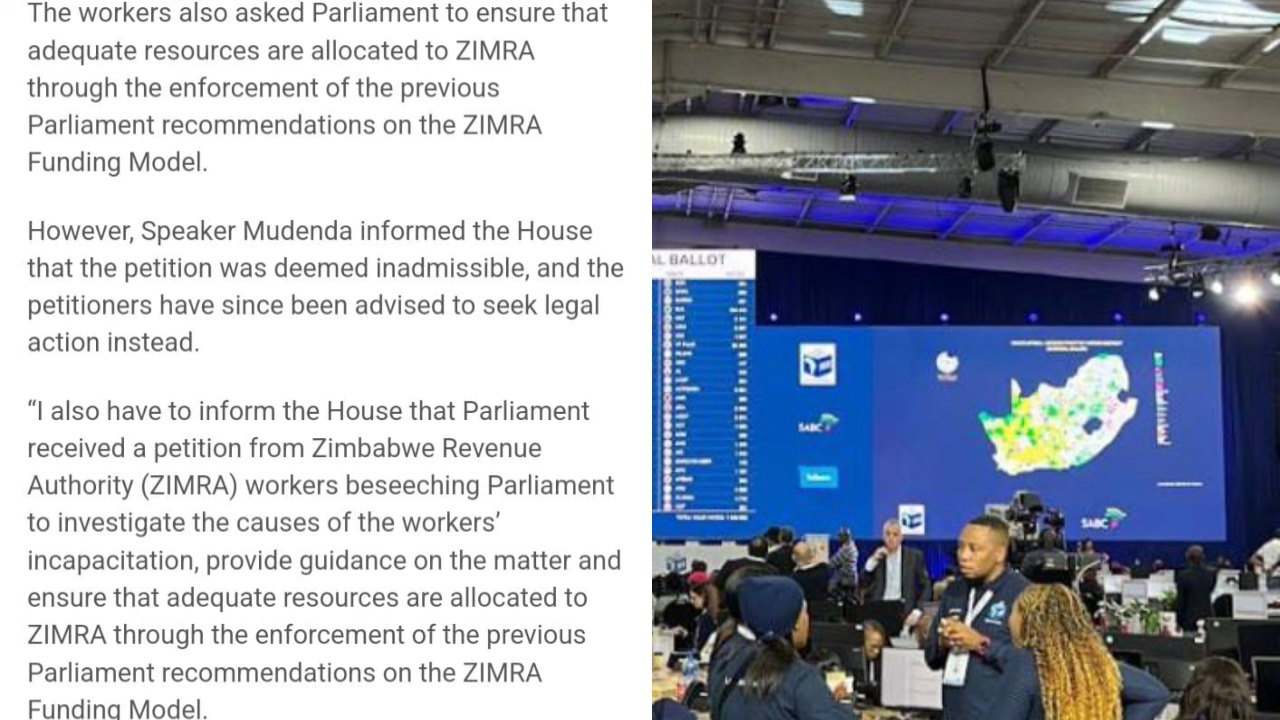 The workers also asked Parliament to ensure that
adequate resources are allocated to ZIMRA
through the enforcement of the previous
Parliament recommendations on the ZIMRA
Funding Model.
However, Speaker Mudenda informed the House
that the petition was deemed inadmissible, and the
petitioners have since been advised to seek legal
action instead.
“I also have to inform the House that Parliament
received a petition from Zimbabwe Revenue
Authority (ZIMRA) workers beseeching Parliament
to investigate the causes of the workers’
incapacitation, provide guidance on the matter and
ensure that adequate resources are allocated to
ZIMRA through the enforcement of the previous
Parliament recommendations on the ZIMRA
Funding Model.
AL BALLOT
SABC
SABC